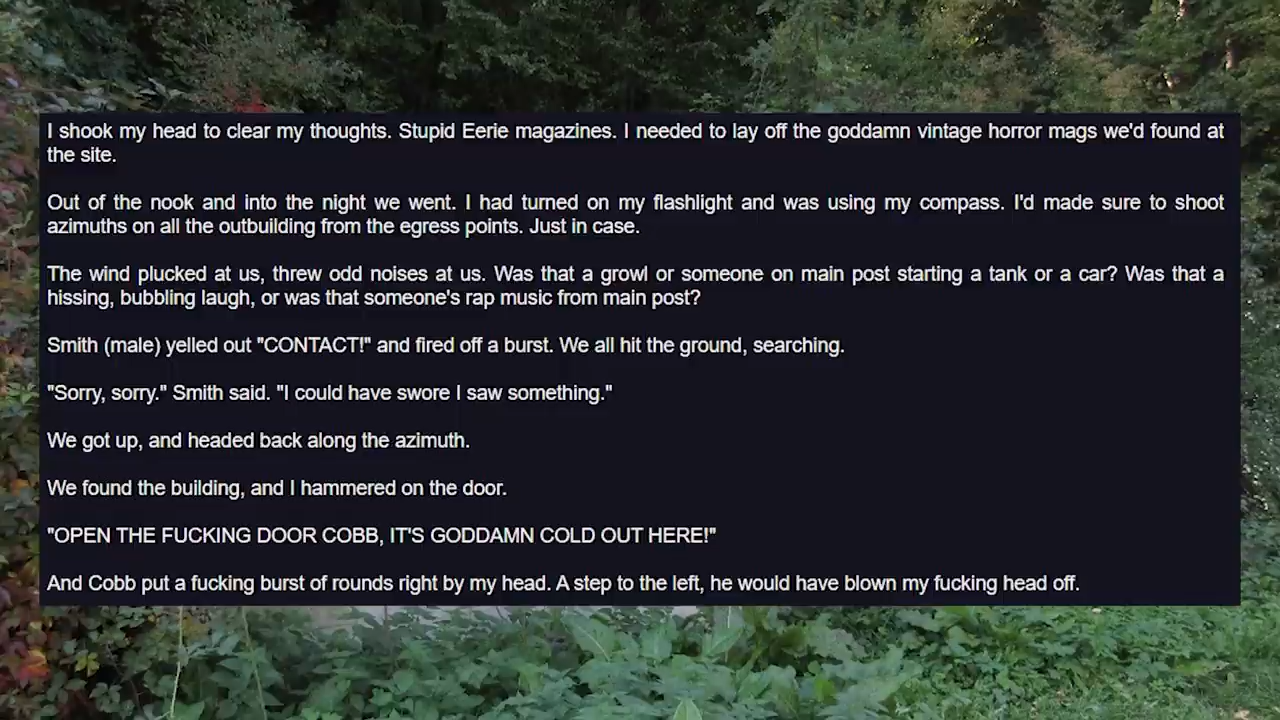 I shook my head to clear my thoughts. Stupid Eerie magazines. I needed to lay off the goddamn vintage horror mags we'd found at
the site.
Out of the nook and into the night we went. I had turned on my flashlight and was using my compass. I'd made sure to shoot
azimuths on all the outbuilding from the egress points. Just in case.
The wind plucked at us, threw odd noises at us. Was that a growl or someone on main post starting a tank or a car? Was that a
hissing, bubbling laugh, or was that someone's rap music from main post?
Smith (male) yelled out "CONTACT!" and fired off a burst. We all hit the ground, searching.
"Sorry, sorry." Smith said. "I could have swore I saw something."
We got up, and headed back along the azimuth.
We found the building, and I hammered on the door.
"OPEN THE FUCKING DOOR COBB, IT'S GODDAMN COLD OUT HERE!"
And Cobb put a fucking burst of rounds right by my head. A step to the left, he would have blown my fucking head off.